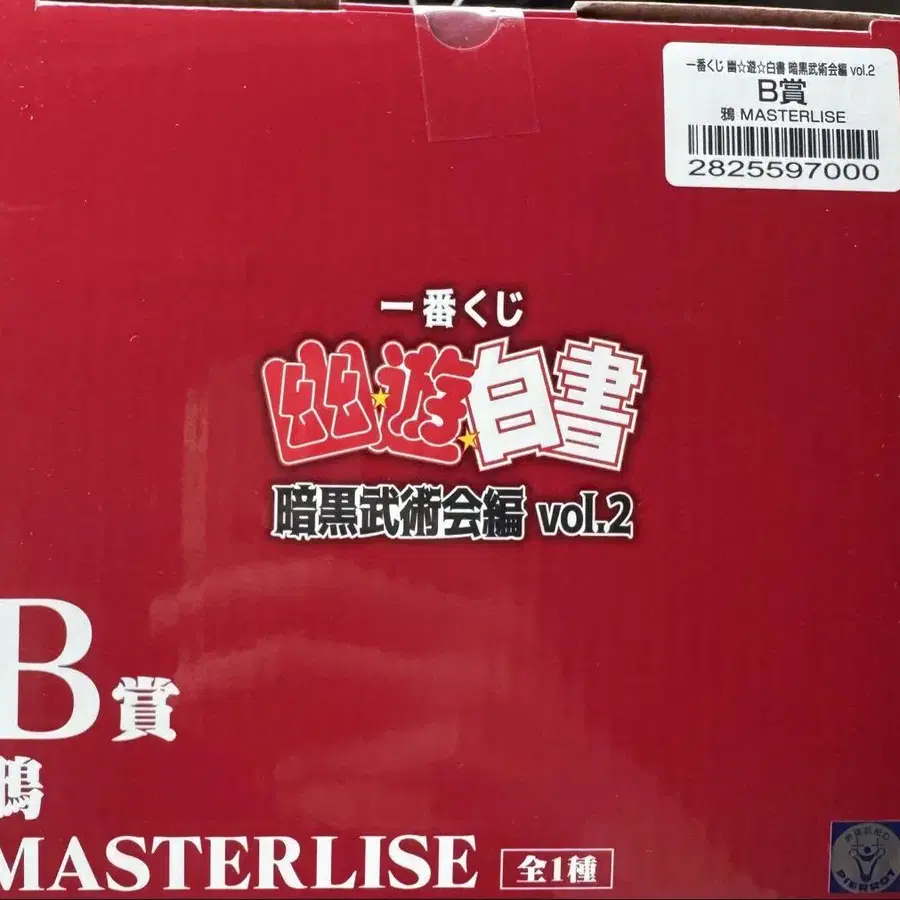 一番くじ 幽☆遊☆白書 暗黒武術会編 vol.2
B賞
鴉 MASTERLISE
2825597000
一番くじ
幽☆遊☆白書
暗黒武術会編 vol.2
B賞
鴉
MASTERLISE 全1種
PIERROT